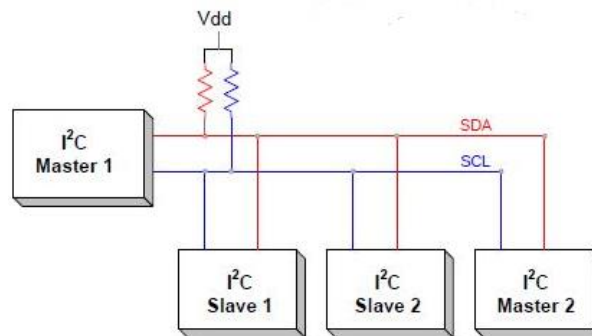 Vdd
I²C
Master 1
SDA
SCL
I²C
Slave 1
I²C
Slave 2
I²C
Master 2